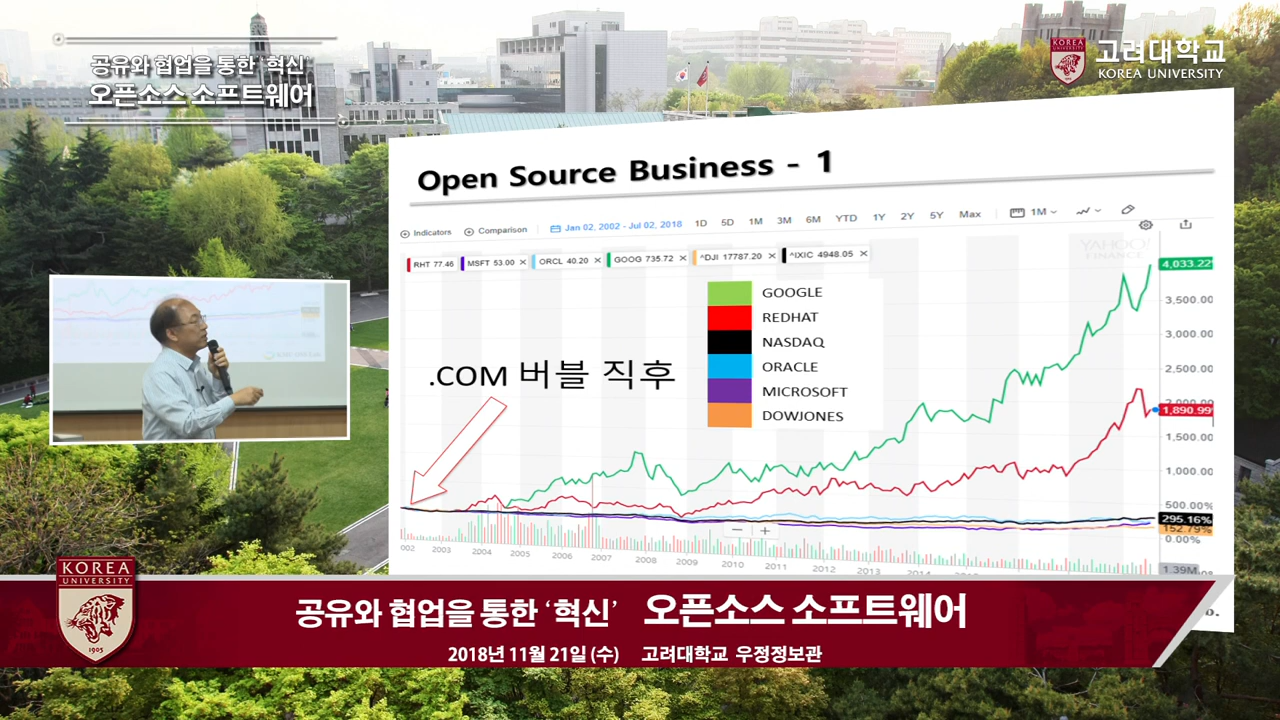 공유와 협업을 통한 '혁신'
오픈소스 소프트웨어
KOREA
UNIVERSITY
고려대학교
KOREA UNIVERSITY
Open Source Business - 1
Indicators
Comparison
Jan 02, 2002 - Jul 02, 2018
1D 5D 1M 3M 6M YTD 1Y 2Y 5Y Max
1M
YAHOO!
FINANCE
RHT 77.46
MSFT 53.00 ✕
ORCL 40.20 ✕
GOOG 735.72 ✕
^DJI 17787.20 ✕
^IXIC 4948.05 ✕
GOOGLE
REDHAT
NASDAQ
ORACLE
MICROSOFT
DOWJONES
.COM 버블 직후
4,033.22
3,500.00
3,000.00
2,500.00
1,890.99
1,500.00
1,000.00
500.00%
295.16%
152.79%
0.00%
1.39M
002 2003 2004 2005 2006 2007 2008 2009 2010 2011 2012 2013 2014
KOREA
UNIVERSITY
1905
공유와 협업을 통한 '혁신' 오픈소스 소프트웨어
2018년 11월 21일 (수) 고려대학교 우정정보관